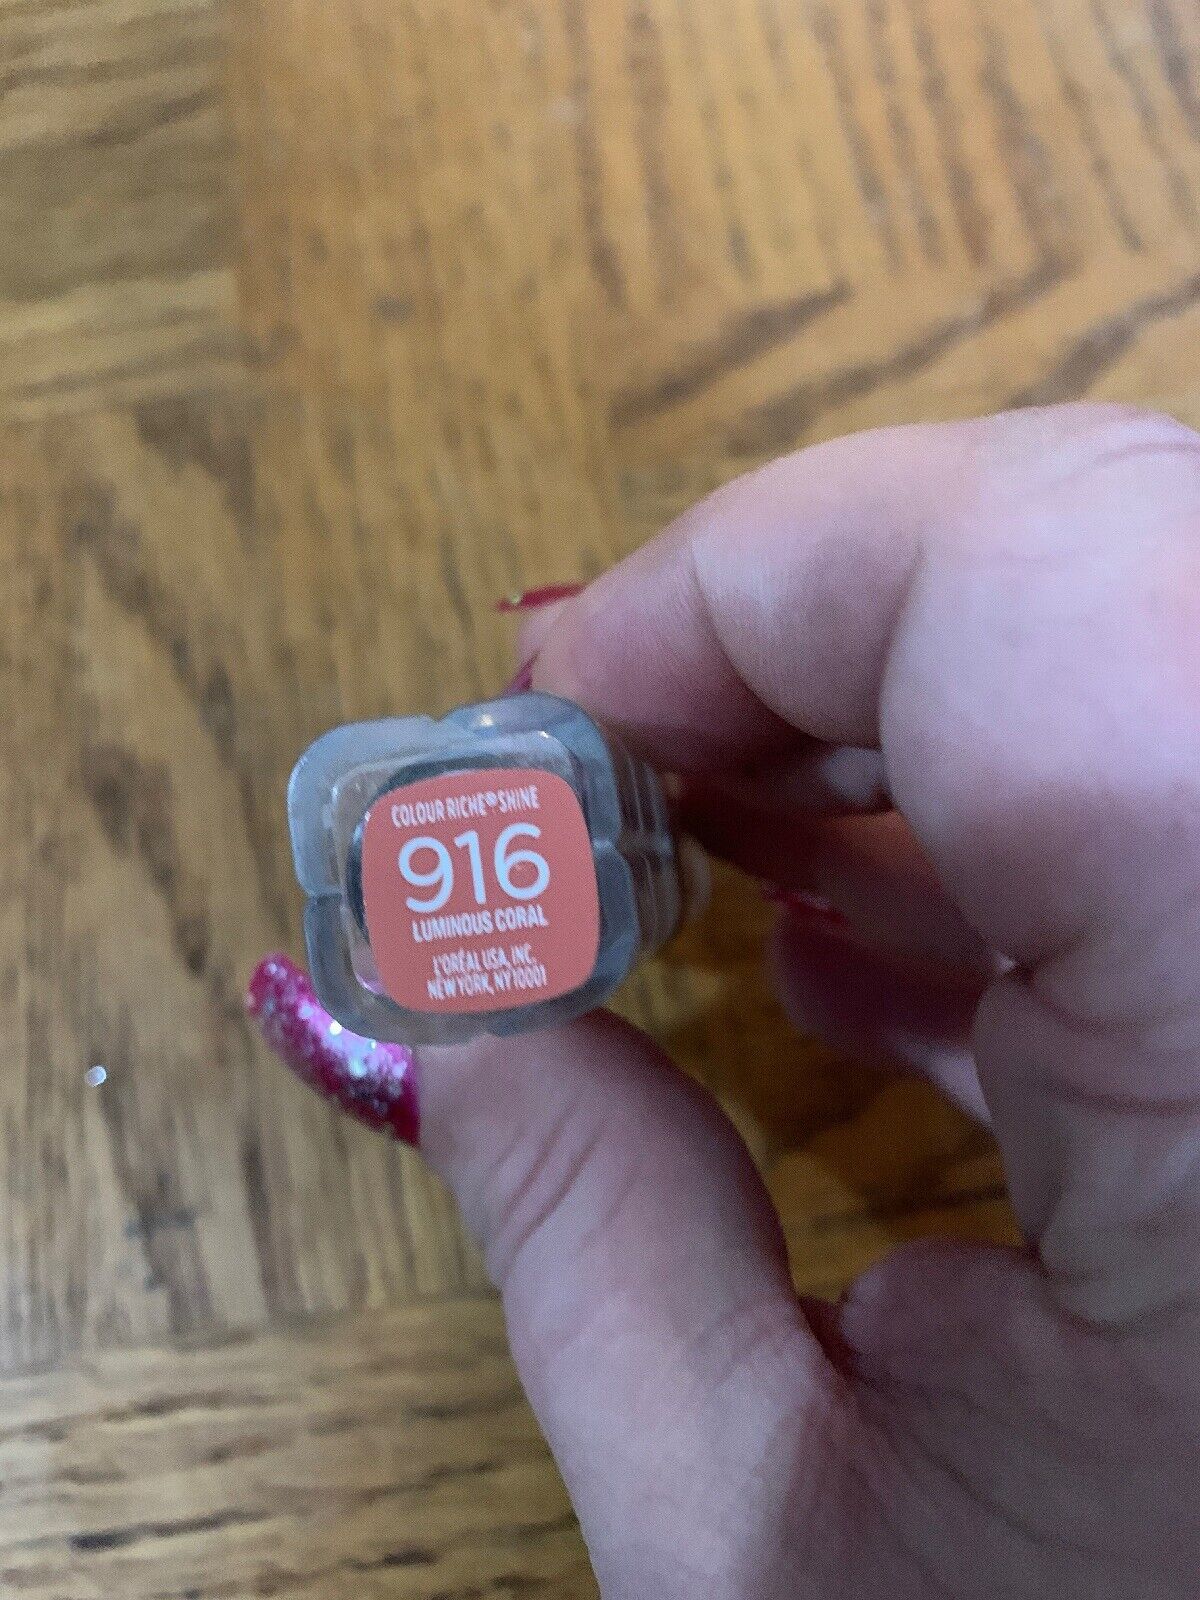 COLOUR RICHE® SHINE
916
LUMINOUS CORAL
L'ORÉAL USA, INC.
NEW YORK, NY 10001